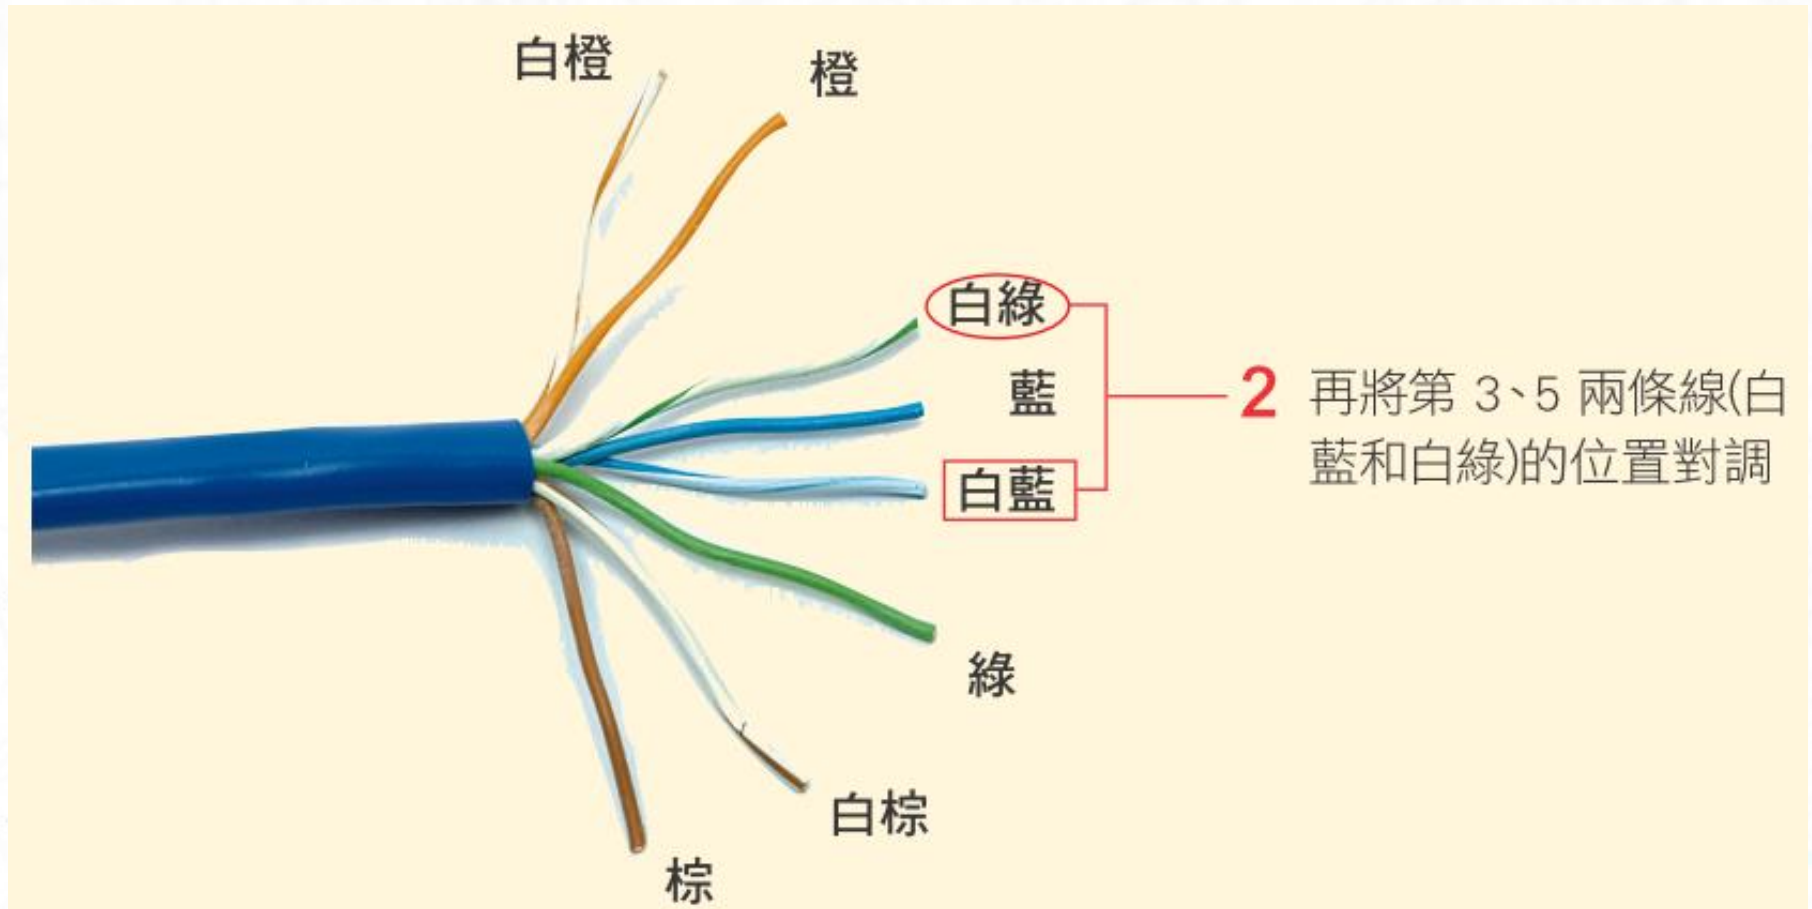 白橙
橙
白綠
藍
白藍
2 再將第 3、5 兩條線(白
藍和白綠)的位置對調
綠
白棕
棕